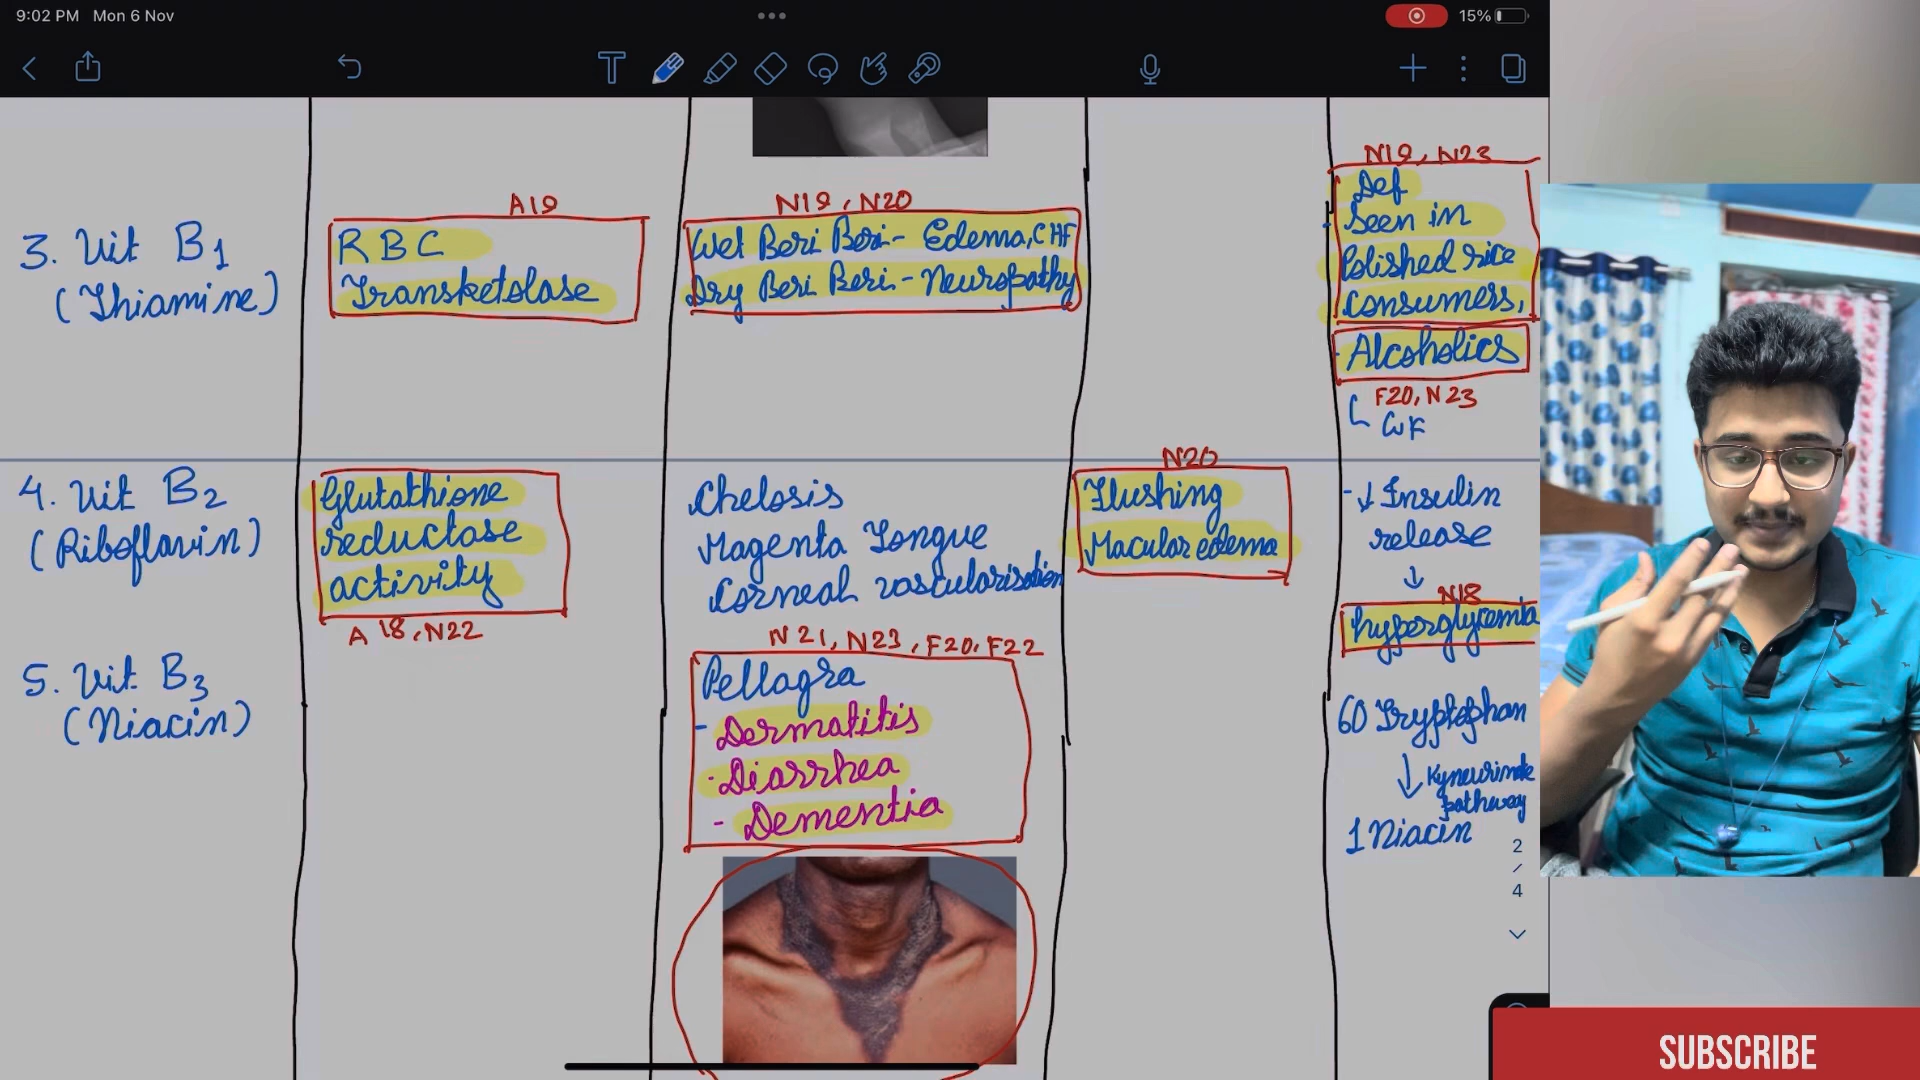 9:02 PM Mon 6 Nov
15%
A19
N19, N20
N19, N23
3. Vit B1
(Thiamine)
RBC
Transketolase
Wet Beri Beri - Edema, CHF
Dry Beri Beri - Neuropathy
Def
- Seen in
Polished rice
consumers,
- Alcoholics
F20, N23
N20
4. Vit B2
(Riboflavin)
Glutathione
reductase
activity
A 18, N22
Chelosis
Magenta Tongue
Corneal vascularisation
Flushing
Macular edema
- ↓ Insulin
release
↓
N18
hyperglycemia
5. Vit B3
(Niacin)
N21, N23, F20, F22
Pellagra
- Dermatitis
- Diarrhea
- Dementia
60 Tryptophan
↓ Kyneurinate
pathway
1 Niacin
2
/
4
SUBSCRIBE